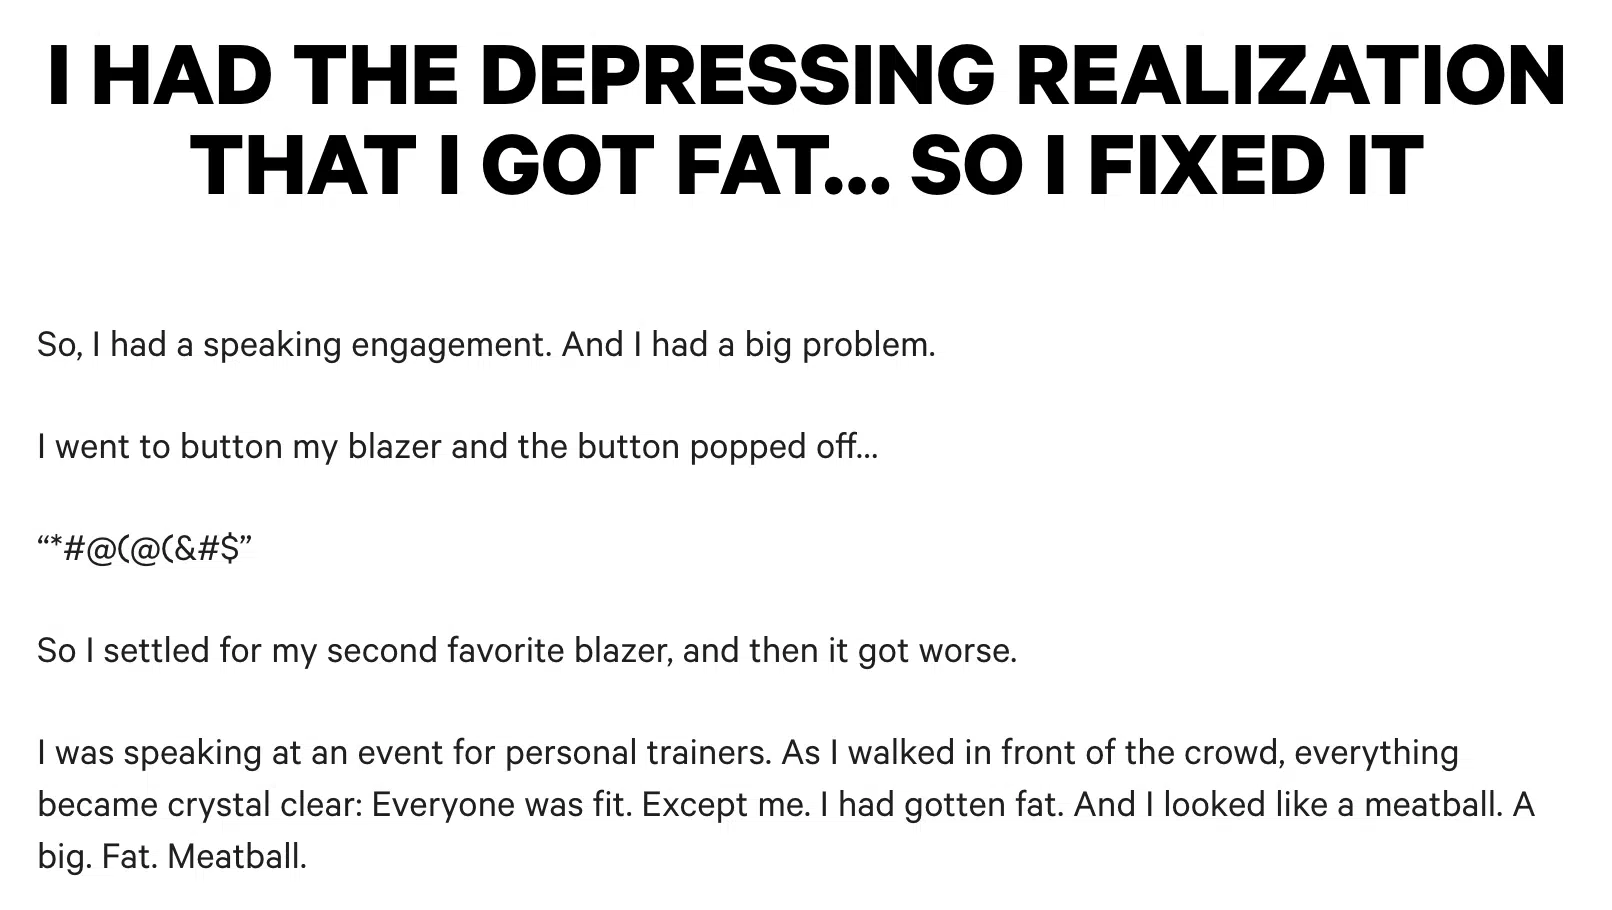 I HAD THE DEPRESSING REALIZATION
THAT I GOT FAT... SO I FIXED IT
So, I had a speaking engagement. And I had a big problem.
I went to button my blazer and the button popped off...
“*#@(@(&#$”
So I settled for my second favorite blazer, and then it got worse.
I was speaking at an event for personal trainers. As I walked in front of the crowd, everything
became crystal clear: Everyone was fit. Except me. I had gotten fat. And I looked like a meatball. A
big. Fat. Meatball.